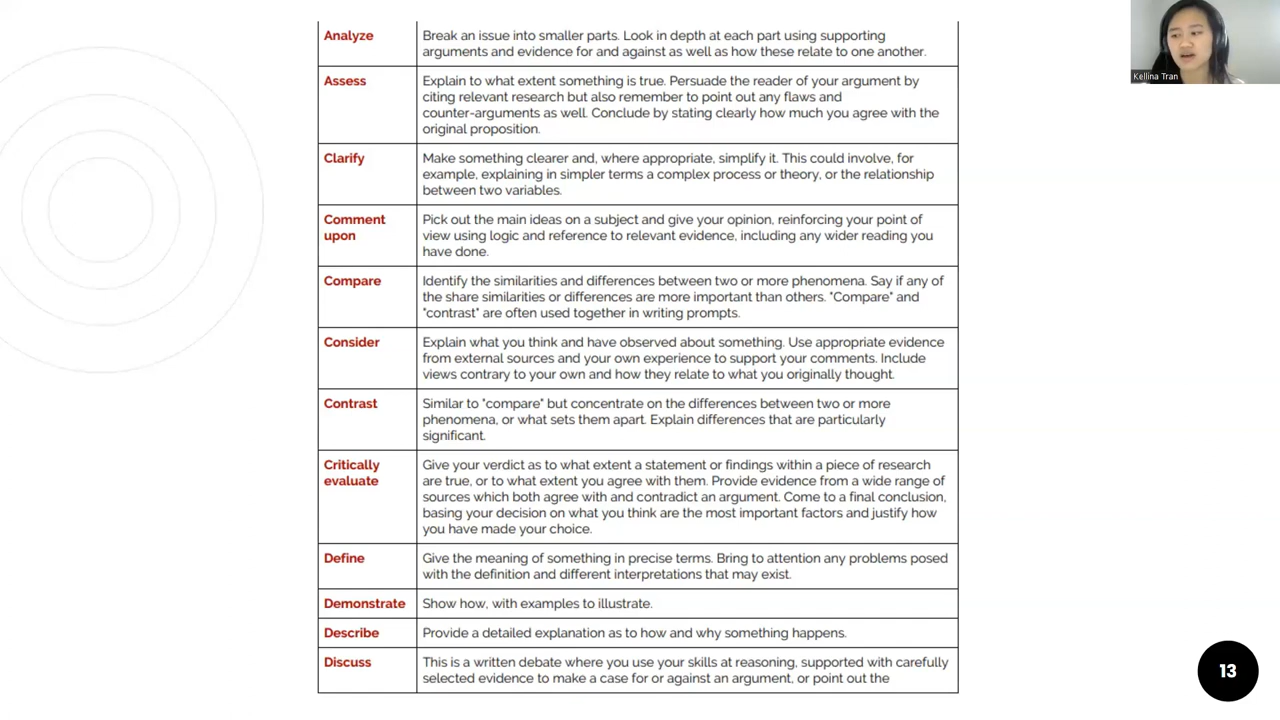 Analyze
Break an issue into smaller parts. Look in depth at each part using supporting
arguments and evidence for and against as well as how these relate to one another.
Assess
Explain to what extent something is true. Persuade the reader of your argument by
citing relevant research but also remember to point out any flaws and
counter-arguments as well. Conclude by stating clearly how much you agree with the
original proposition.
Clarify
Make something clearer and, where appropriate, simplify it. This could involve, for
example, explaining in simpler terms a complex process or theory, or the relationship
between two variables.
Comment
upon
Pick out the main ideas on a subject and give your opinion, reinforcing your point of
view using logic and reference to relevant evidence, including any wider reading you
have done.
Compare
Identify the similarities and differences between two or more phenomena. Say if any of
the share similarities or differences are more important than others. "Compare" and
"contrast" are often used together in writing prompts.
Consider
Explain what you think and have observed about something. Use appropriate evidence
from external sources and your own experience to support your comments. Include
views contrary to your own and how they relate to what you originally thought.
Contrast
Similar to "compare" but concentrate on the differences between two or more
phenomena, or what sets them apart. Explain differences that are particularly
significant.
Critically
evaluate
Give your verdict as to what extent a statement or findings within a piece of research
are true, or to what extent you agree with them. Provide evidence from a wide range of
sources which both agree with and contradict an argument. Come to a final conclusion,
basing your decision on what you think are the most important factors and justify how
you have made your choice.
Define
Give the meaning of something in precise terms. Bring to attention any problems posed
with the definition and different interpretations that may exist.
Demonstrate
Show how, with examples to illustrate.
Describe
Provide a detailed explanation as to how and why something happens.
Discuss
This is a written debate where you use your skills at reasoning, supported with carefully
selected evidence to make a case for or against an argument, or point out the
Kellina Tran
13